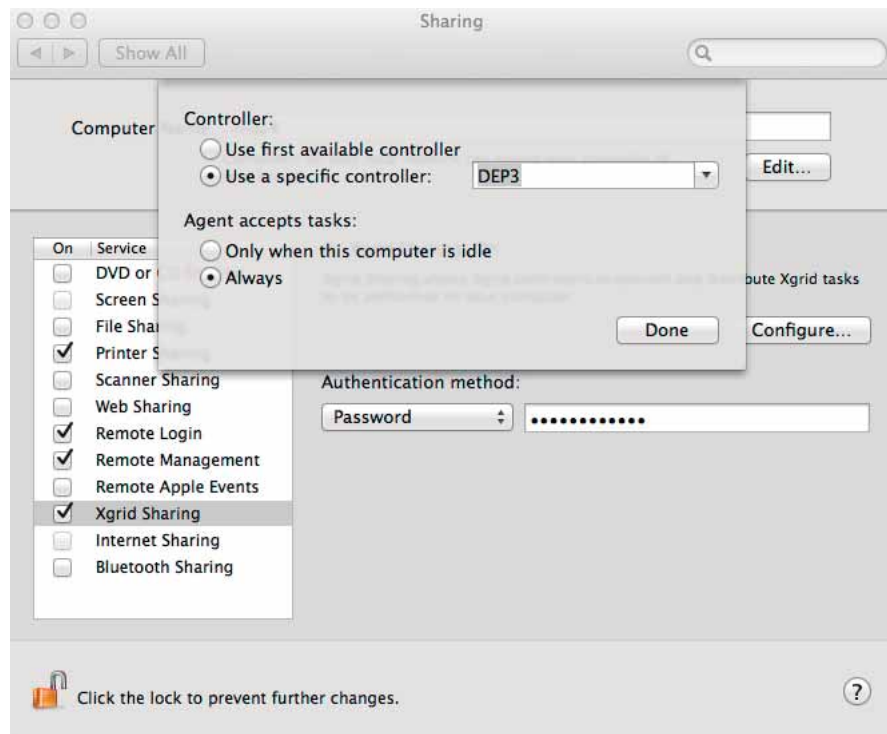 Sharing
Show All
Computer
Edit...
Controller:
Use first available controller
Use a specific controller: DEP3
Agent accepts tasks:
Only when this computer is idle
Always
Done
On Service
DVD or
Screen S
File Shar
Printer S
Scanner Sharing
Web Sharing
Remote Login
Remote Management
Remote Apple Events
Xgrid Sharing
Internet Sharing
Bluetooth Sharing
bute Xgrid tasks
Configure...
Authentication method:
Password ••••••••••••
Click the lock to prevent further changes.
?